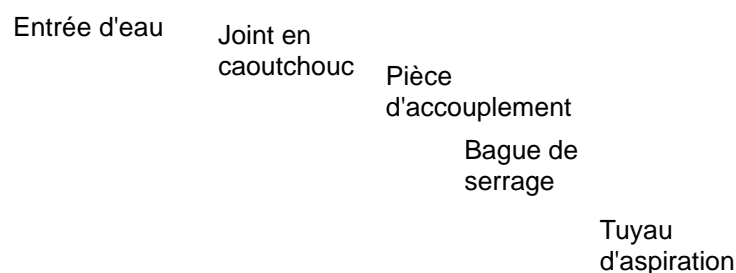 Entrée d'eau
Joint en
caoutchouc
Pièce
d'accouplement
Bague de
serrage
Tuyau
d'aspiration